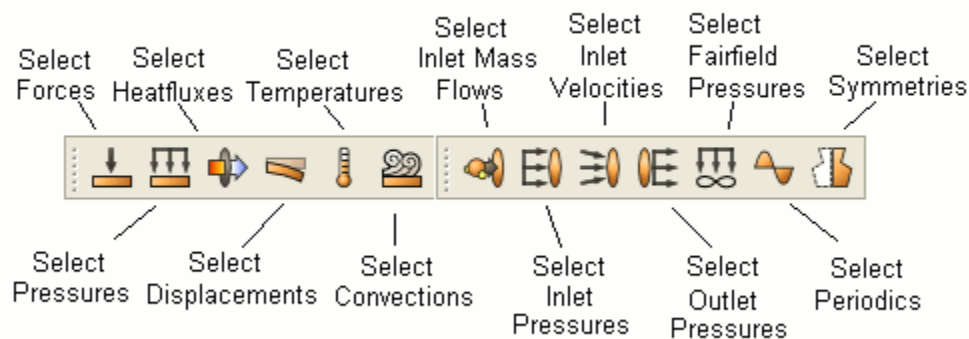 Select
Forces
Select
Heatfluxes
Select
Temperatures
Select
Inlet Mass
Flows
Select
Inlet
Velocities
Select
Fairfield
Pressures
Select
Symmetries
Select
Pressures
Select
Displacements
Select
Convections
Select
Inlet
Pressures
Select
Outlet
Pressures
Select
Periodics